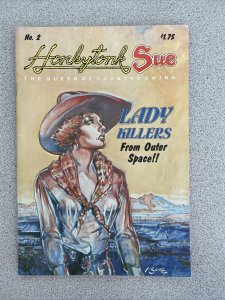 No. 2
$1.75
Honkytonk Sue
THE QUEEN OF COUNTRY SWING
LADY
KILLERS
From Outer
Space!!